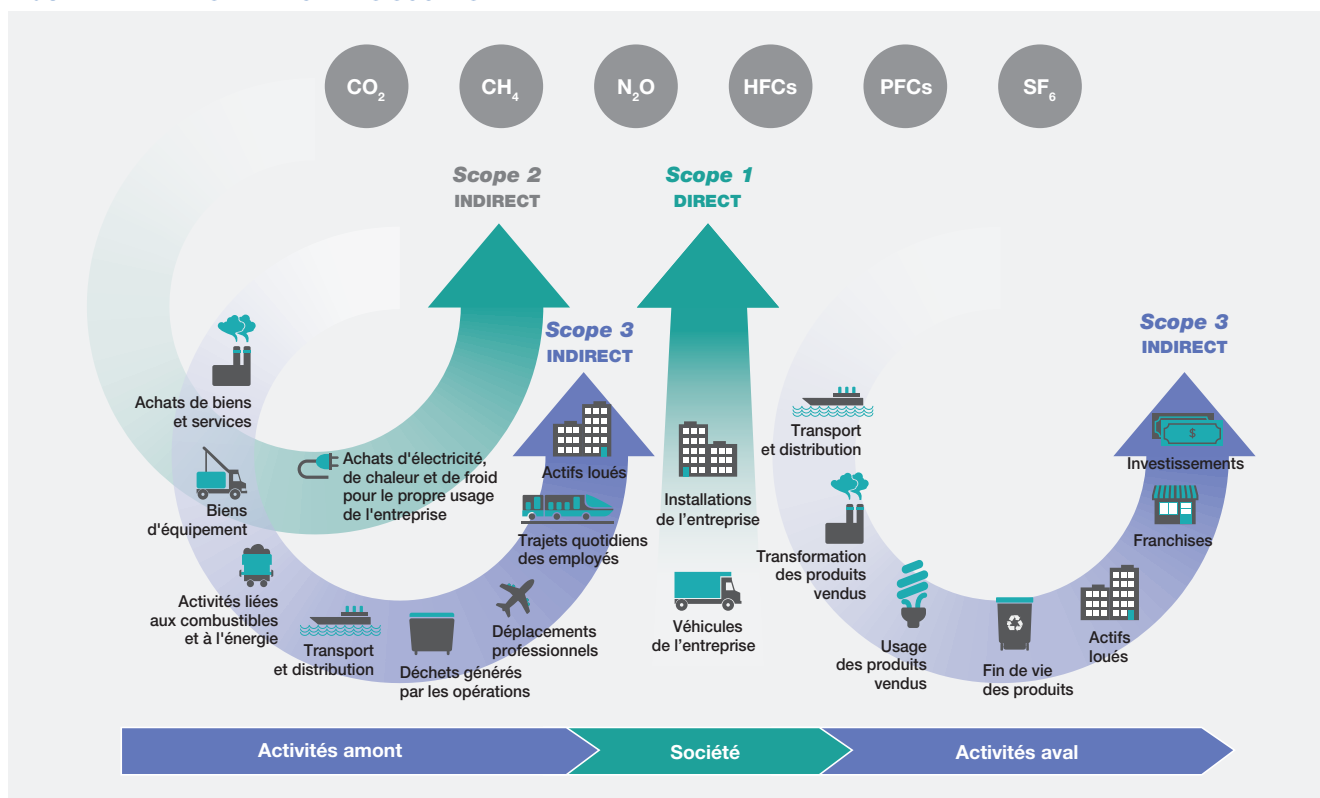 CO₂
CH₄
N₂O
HFCs
PFCs
SF₆
Scope 2
INDIRECT
Scope 1
DIRECT
Scope 3
INDIRECT
Scope 3
INDIRECT
Achats de biens
et services
Biens
d'équipement
Activités liées
aux combustibles
et à l'énergie
Transport
et distribution
Déchets générés
par les opérations
Déplacements
professionnels
Trajets quotidiens
des employés
Actifs loués
Achats d'électricité,
de chaleur et de froid
pour le propre usage
de l'entreprise
Installations
de l'entreprise
Véhicules
de l'entreprise
Transport
et distribution
Transformation
des produits
vendus
Usage
des produits
vendus
Fin de vie
des produits
Actifs
loués
Franchises
Investissements
$
Activités amont
Société
Activités aval